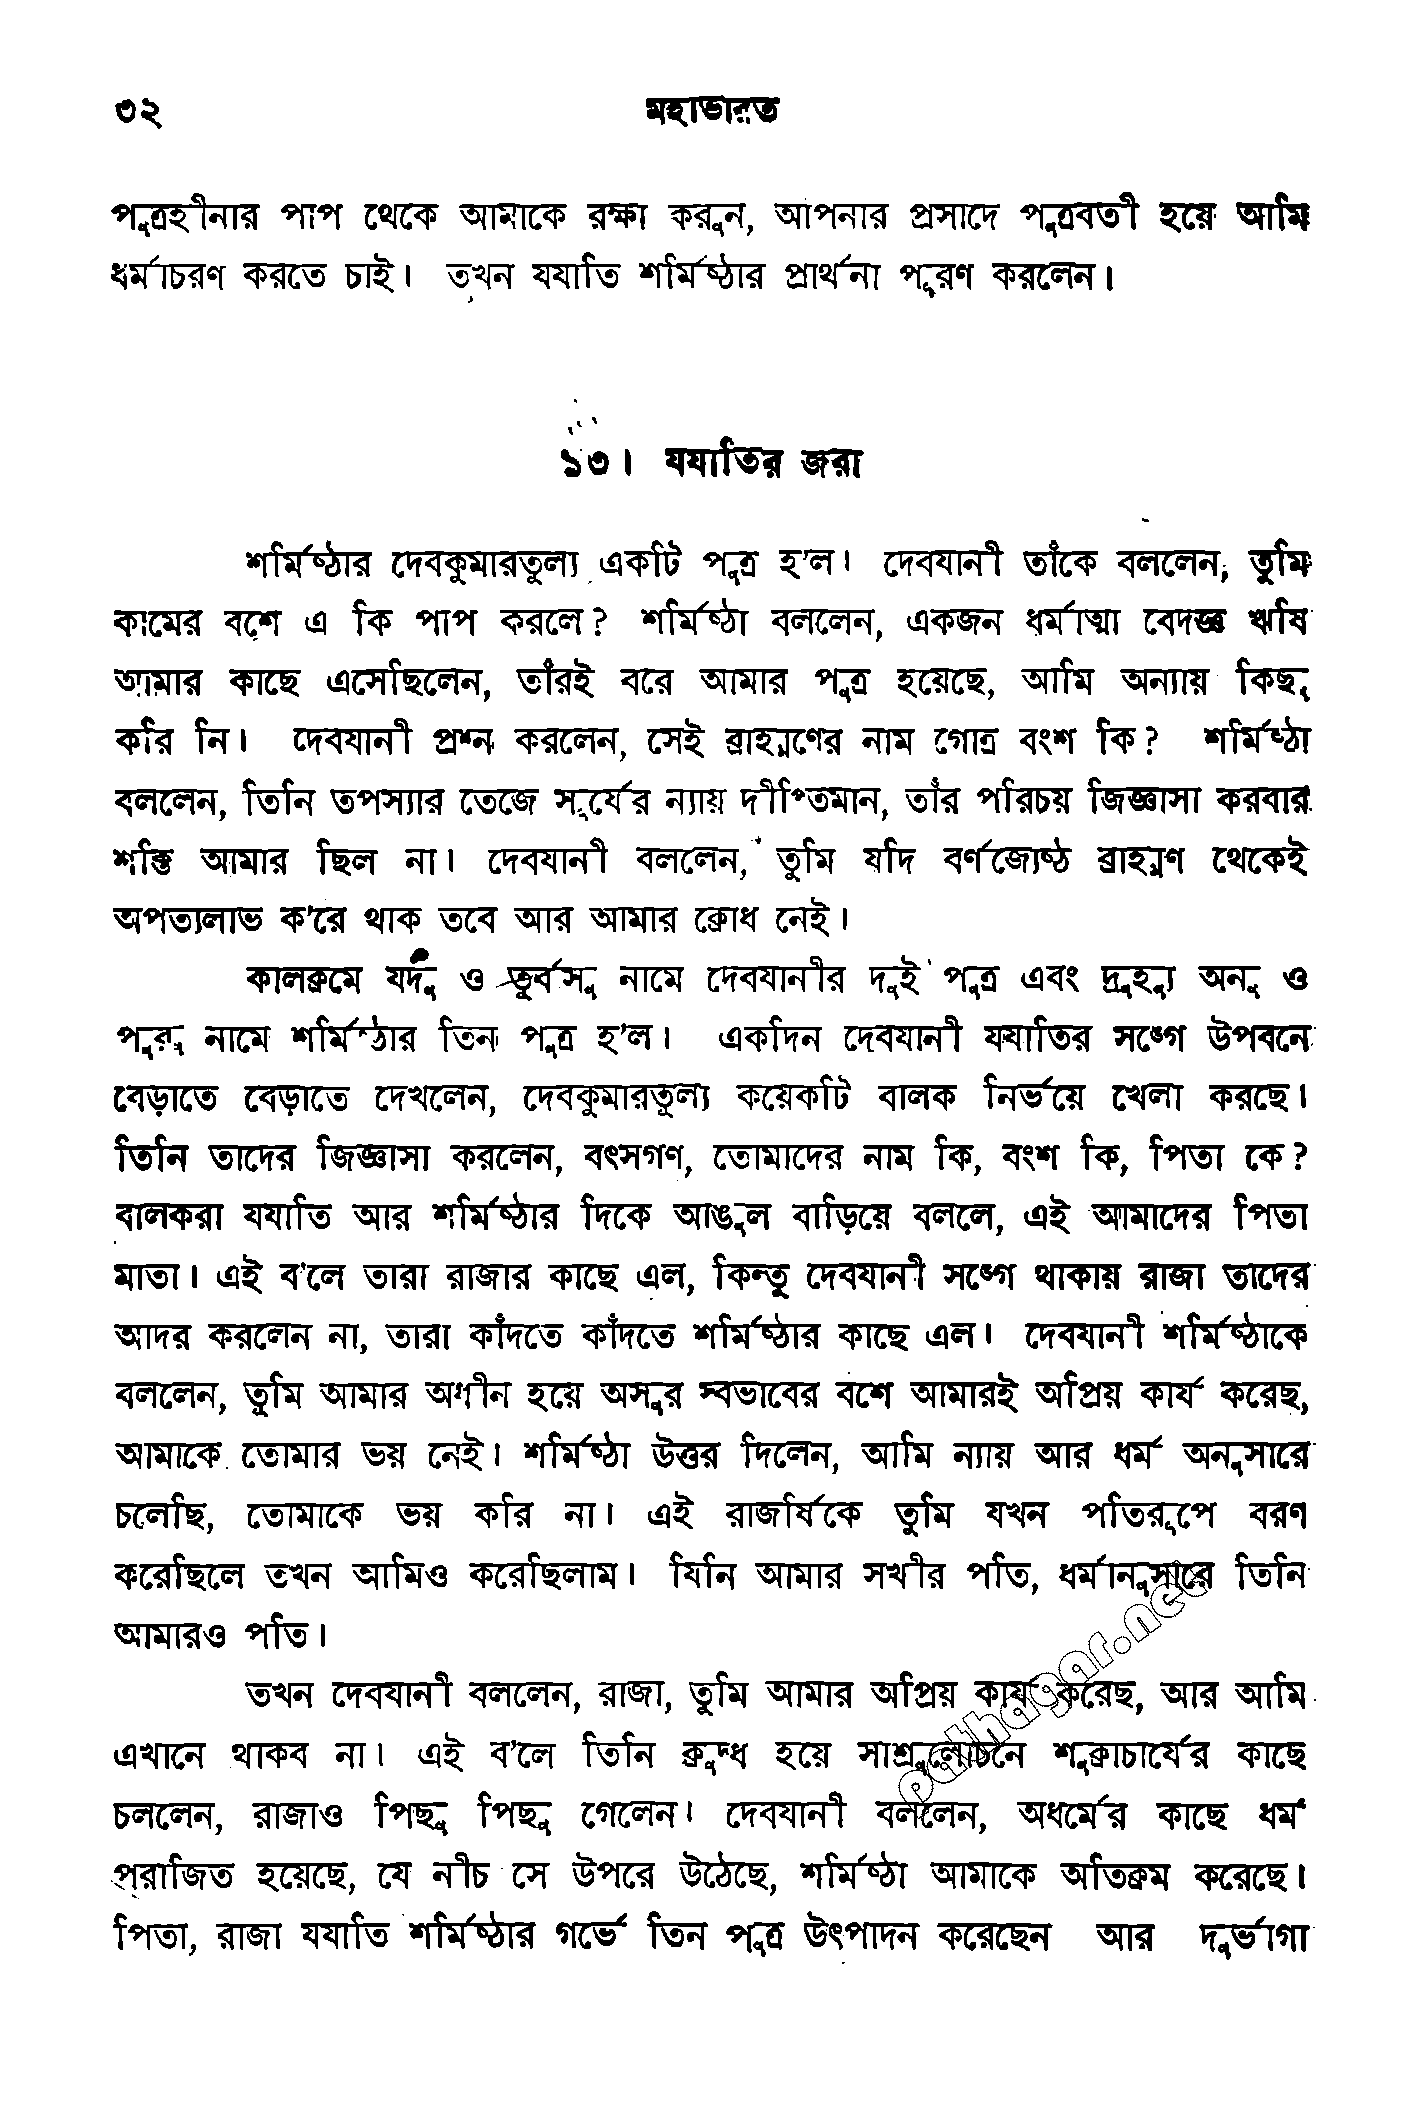 ৩২ মহাভারত
পুত্রহীনার পাপ থেকে আমাকে রক্ষা করুন, আপনার প্রসাদে পুত্রবতী হয়ে আমি
ধর্মাচরণ করতে চাই। তখন যযাতি শর্মিষ্ঠার প্রার্থনা পূরণ করলেন।
১৩। যযাতির জরা
শর্মিষ্ঠার দেবকুমারতুল্য একটি পুত্র হ'ল। দেবযানী তাঁকে বললেন, তুমি
কামের বশে এ কি পাপ করলে? শর্মিষ্ঠা বললেন, একজন ধর্মাত্মা বেদজ্ঞ ঋষি
আমার কাছে এসেছিলেন, তাঁরই বরে আমার পুত্র হয়েছে, আমি অন্যায় কিছু
করি নি। দেবযানী প্রশ্ন করলেন, সেই ব্রাহ্মণের নাম গোত্র বংশ কি? শর্মিষ্ঠা
বললেন, তিনি তপস্যার তেজে সূর্যের ন্যায় দীপ্তিমান, তাঁর পরিচয় জিজ্ঞাসা করবার
শক্তি আমার ছিল না। দেবযানী বললেন, তুমি যদি বর্ণজ্যেষ্ঠ ব্রাহ্মণ থেকেই
অপত্যলাভ ক'রে থাক তবে আর আমার ক্রোধ নেই।
কালক্রমে যদু ও তুর্বসু নামে দেবযানীর দুই পুত্র এবং দ্রুহ্যু অনু ও
পুরু নামে শর্মিষ্ঠার তিন পুত্র হ'ল। একদিন দেবযানী যযাতির সঙ্গে উপবনে
বেড়াতে বেড়াতে দেখলেন, দেবকুমারতুল্য কয়েকটি বালক নির্ভয়ে খেলা করছে।
তিনি তাদের জিজ্ঞাসা করলেন, বৎসগণ, তোমাদের নাম কি, বংশ কি, পিতা কে?
বালকরা যযাতি আর শর্মিষ্ঠার দিকে আঙুল বাড়িয়ে বললে, এই আমাদের পিতা
মাতা। এই ব'লে তারা রাজার কাছে এল, কিন্তু দেবযানী সঙ্গে থাকায় রাজা তাদের
আদর করলেন না, তারা কাঁদতে কাঁদতে শর্মিষ্ঠার কাছে এল। দেবযানী শর্মিষ্ঠাকে
বললেন, তুমি আমার অধীন হয়ে অসুর স্বভাবের বশে আমারই অপ্রিয় কার্য করেছ,
আমাকে তোমার ভয় নেই। শর্মিষ্ঠা উত্তর দিলেন, আমি ন্যায় আর ধর্ম অনুসারে
চলেছি, তোমাকে ভয় করি না। এই রাজর্ষিকে তুমি যখন পতিরূপে বরণ
করেছিলে তখন আমিও করেছিলাম। যিনি আমার সখীর পতি, ধর্মানুসারে তিনি
আমারও পতি।
তখন দেবযানী বললেন, রাজা, তুমি আমার অপ্রিয় কার্য করেছ, আর আমি
এখানে থাকব না। এই ব'লে তিনি ক্রুদ্ধ হয়ে সাশ্রুলোচনে শুক্রাচার্যের কাছে
চললেন, রাজাও পিছু পিছু গেলেন। দেবযানী বললেন, অধর্মের কাছে ধর্ম
পরাজিত হয়েছে, যে নীচ সে উপরে উঠেছে, শর্মিষ্ঠা আমাকে অতিক্রম করেছে।
পিতা, রাজা যযাতি শর্মিষ্ঠার গর্ভে তিন পুত্র উৎপাদন করেছেন আর দুর্ভাগা
pathagar.net